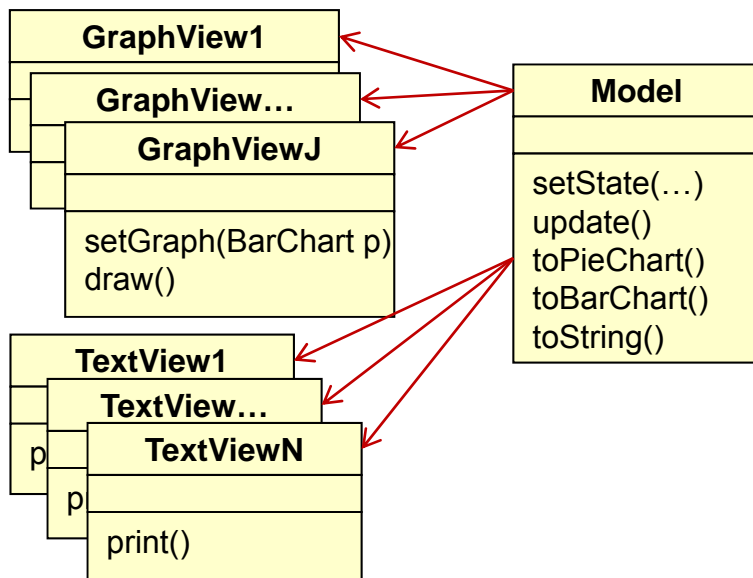 GraphView1
GraphView…
GraphViewJ
setGraph(BarChart p)
draw()
Model
setState(…)
update()
toPieChart()
toBarChart()
toString()
TextView1
TextView…
TextViewN
print()